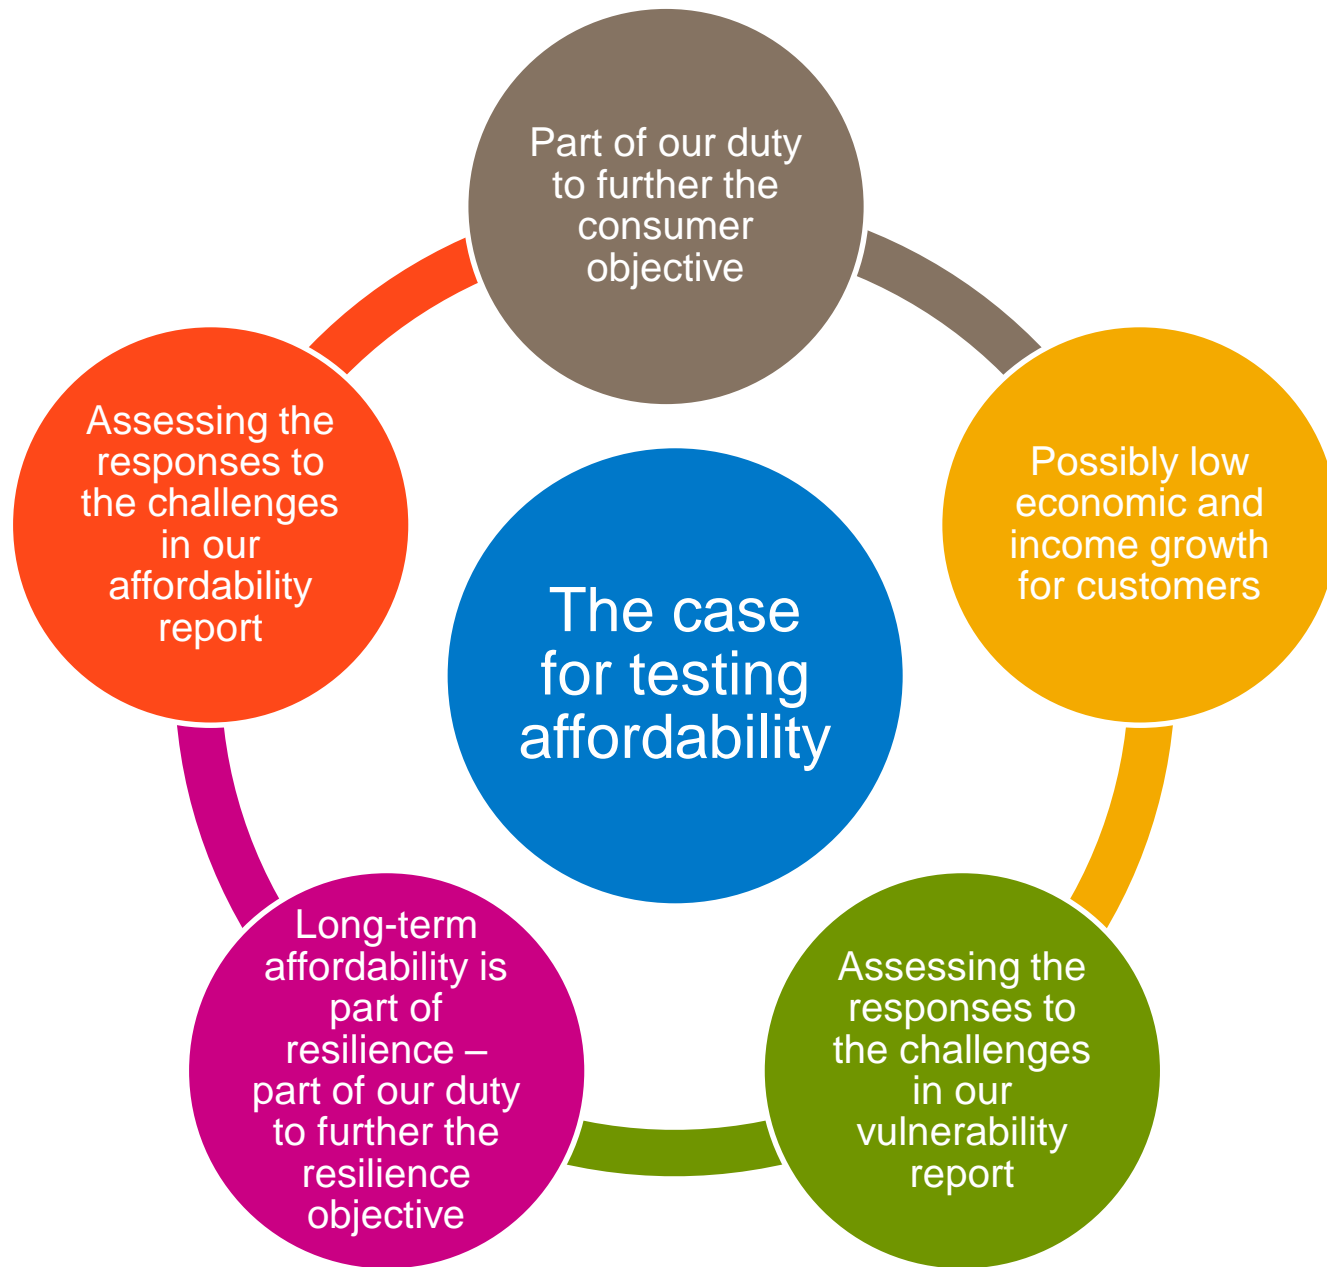 Part of our duty
to further the
consumer
objective
Possibly low
economic and
income growth
for customers
Assessing the
responses to
the challenges
in our
vulnerability
report
Long-term
affordability is
part of
resilience –
part of our duty
to further the
resilience
objective
Assessing the
responses to
the challenges
in our
affordability
report
The case
for testing
affordability